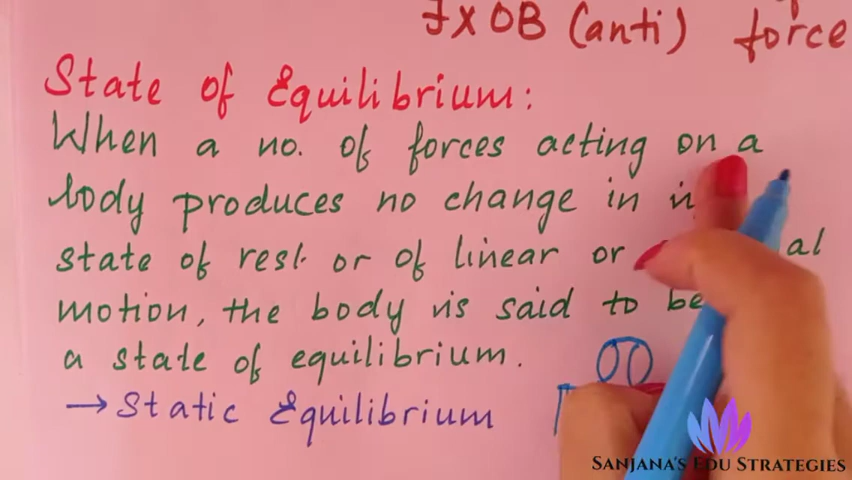 FX OB (anti) force
State of Equilibrium:
When a no. of forces acting on a
body produces no change in
state of rest or of linear or
motion, the body is said to be
a state of equilibrium.
→ Static Equilibrium
SANJANA'S EDU STRATEGIES